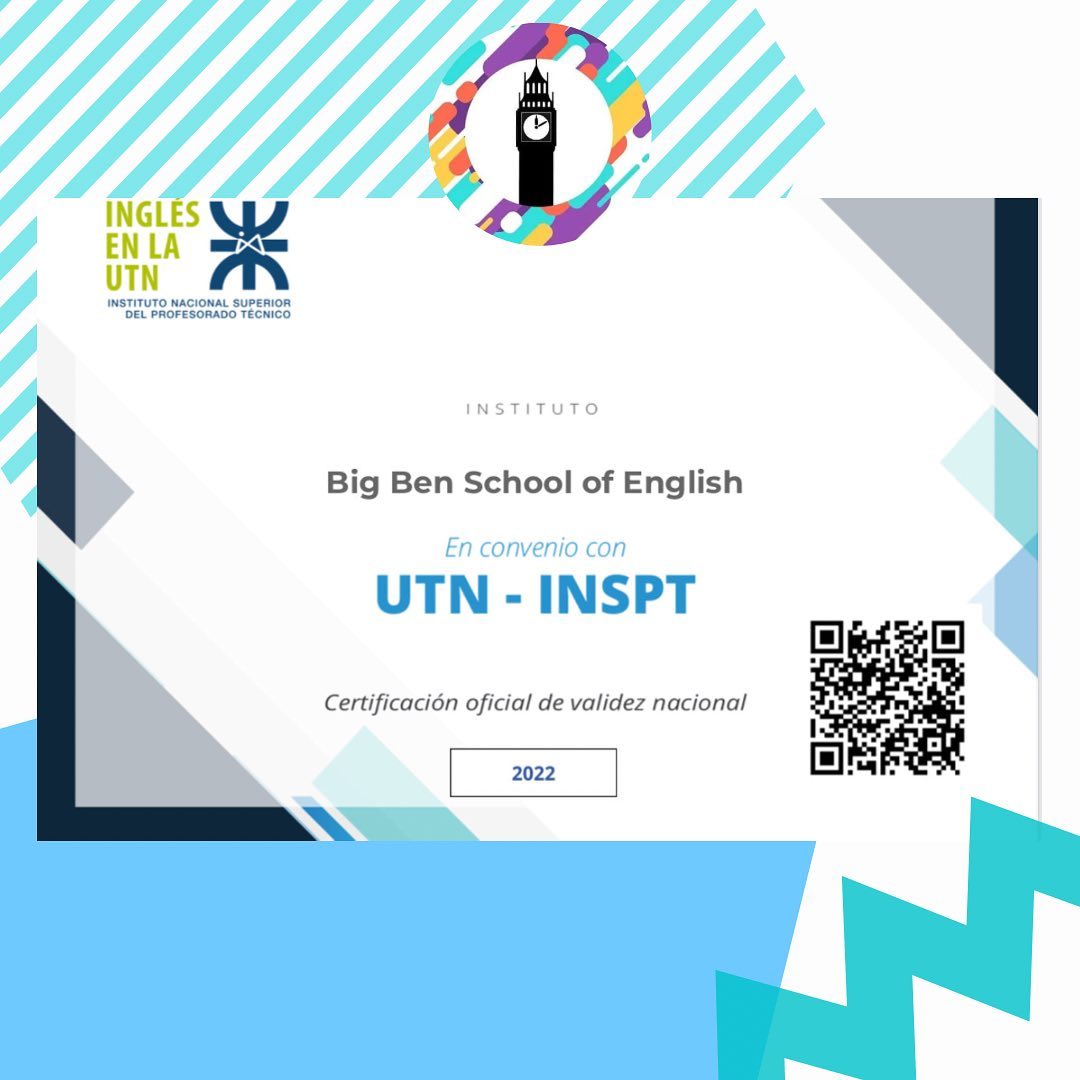 INGLÉS
EN LA
UTN
INSTITUTO NACIONAL SUPERIOR
DEL PROFESORADO TÉCNICO
INSTITUTO
Big Ben School of English
En convenio con
UTN - INSPT
Certificación oficial de validez nacional
2022